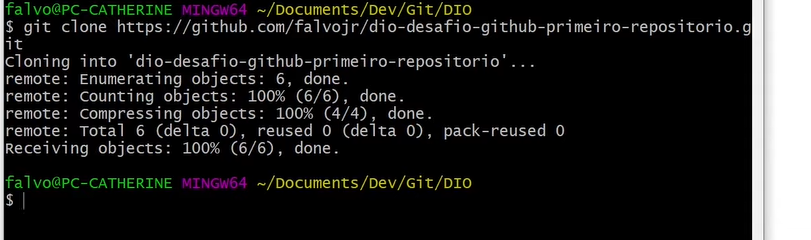 falvo@PC-CATHERINE MINGW64 ~/Documents/Dev/Git/DIO
$ git clone https://github.com/falvojr/dio-desafio-github-primeiro-repositorio.g
it
Cloning into 'dio-desafio-github-primeiro-repositorio'...
remote: Enumerating objects: 6, done.
remote: Counting objects: 100% (6/6), done.
remote: Compressing objects: 100% (4/4), done.
remote: Total 6 (delta 0), reused 0 (delta 0), pack-reused 0
Receiving objects: 100% (6/6), done.
falvo@PC-CATHERINE MINGW64 ~/Documents/Dev/Git/DIO
$